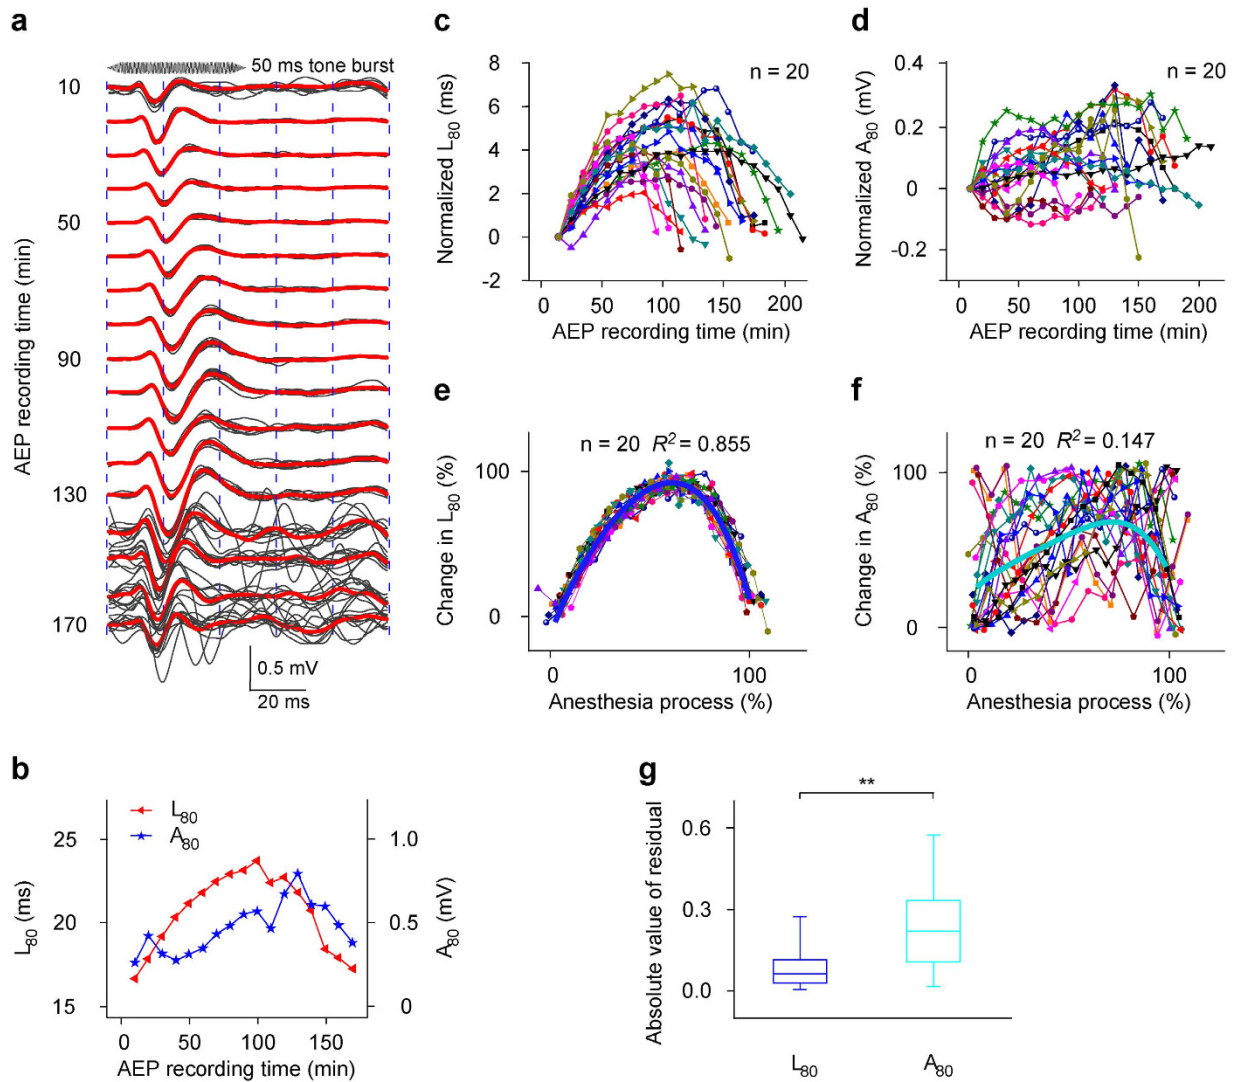 a
50 ms tone burst
AEP recording time (min)
10
50
90
130
170
0.5 mV
20 ms
b
L80
A80
L80 (ms)
25
20
15
A80 (mV)
1.0
0.5
0
0 50 100 150
AEP recording time (min)
c
n = 20
Normalized L80 (ms)
8
6
4
2
0
-2
0 50 100 150 200
AEP recording time (min)
d
n = 20
Normalized A80 (mV)
0.4
0.2
0
-0.2
0 50 100 150 200
AEP recording time (min)
e
n = 20 R² = 0.855
Change in L80 (%)
100
0
0 100
Anesthesia process (%)
f
n = 20 R² = 0.147
Change in A80 (%)
100
0
0 100
Anesthesia process (%)
g
**
Absolute value of residual
0.6
0.3
0.0
L80 A80